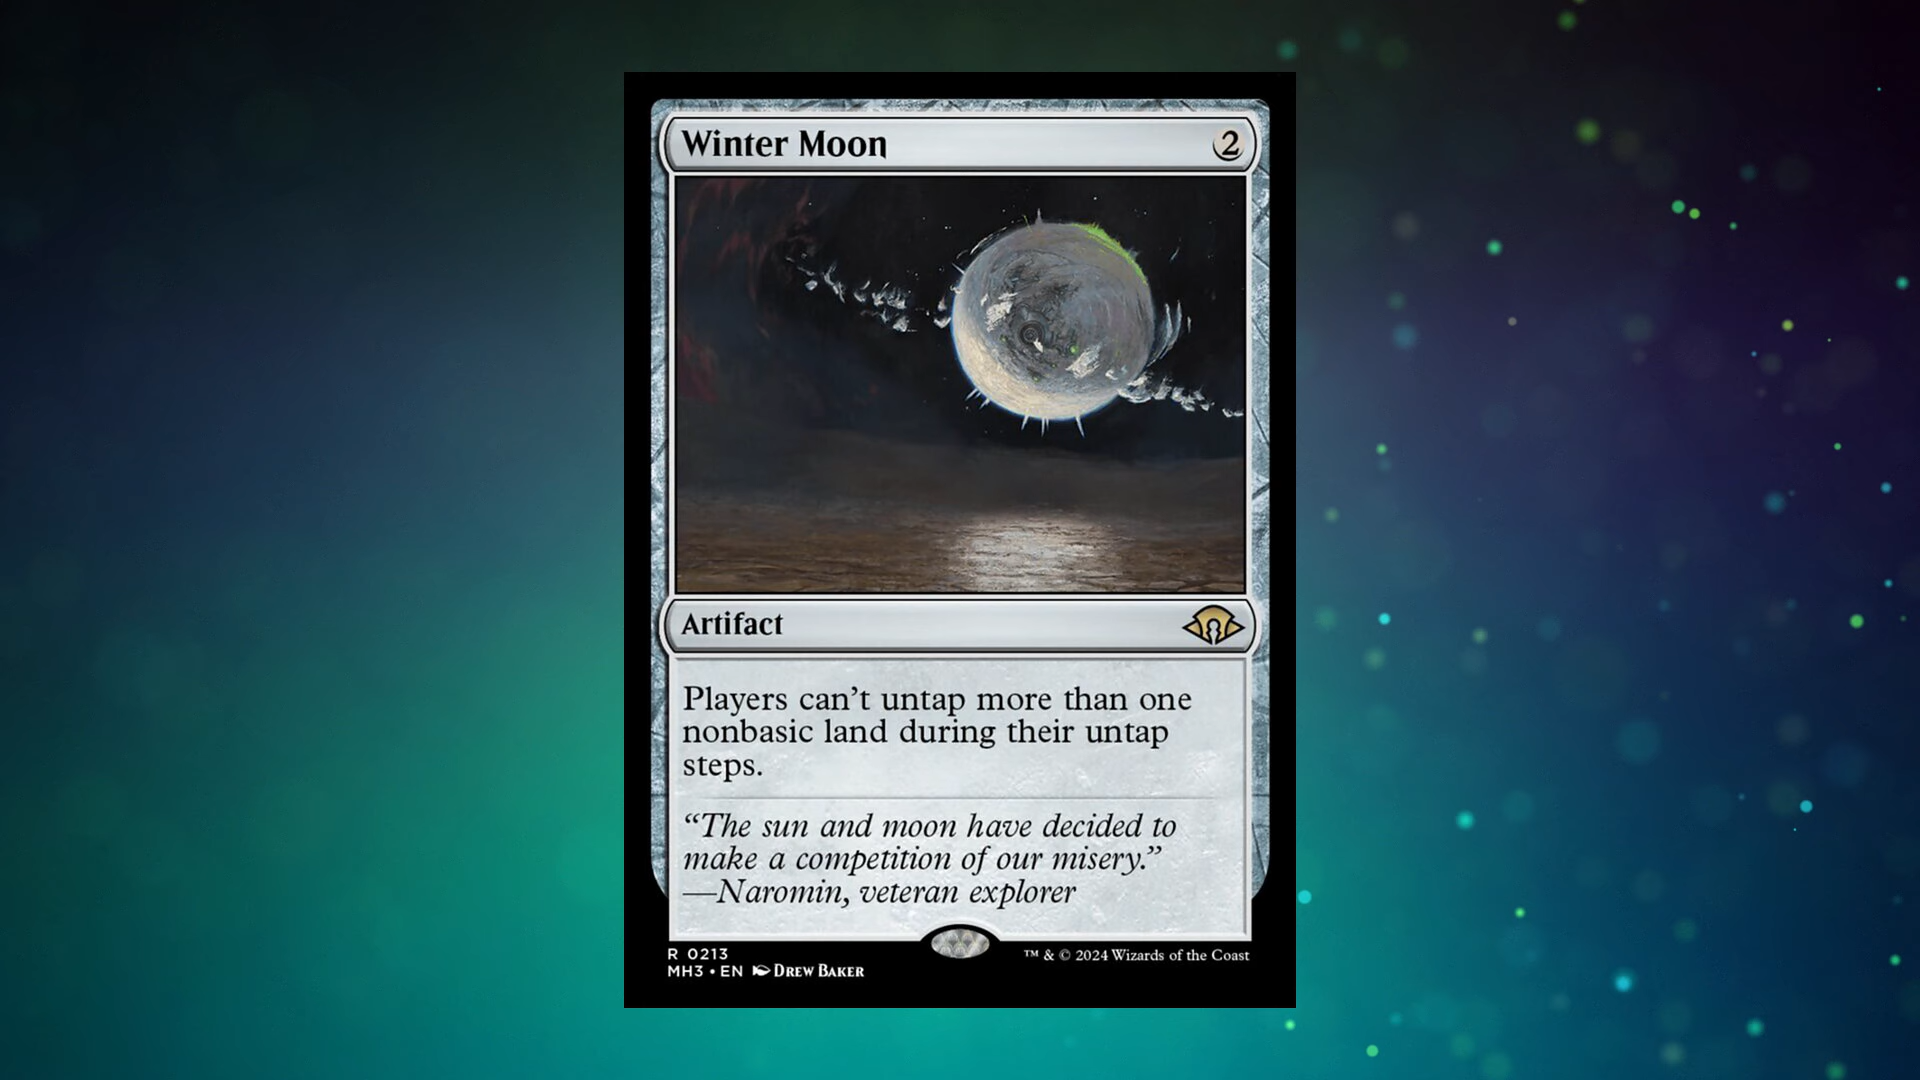 Winter Moon 2
Artifact
Players can’t untap more than one
nonbasic land during their untap
steps.
“The sun and moon have decided to
make a competition of our misery.”
—Naromin, veteran explorer
R 0213
MH3 • EN Drew Baker
™ & © 2024 Wizards of the Coast